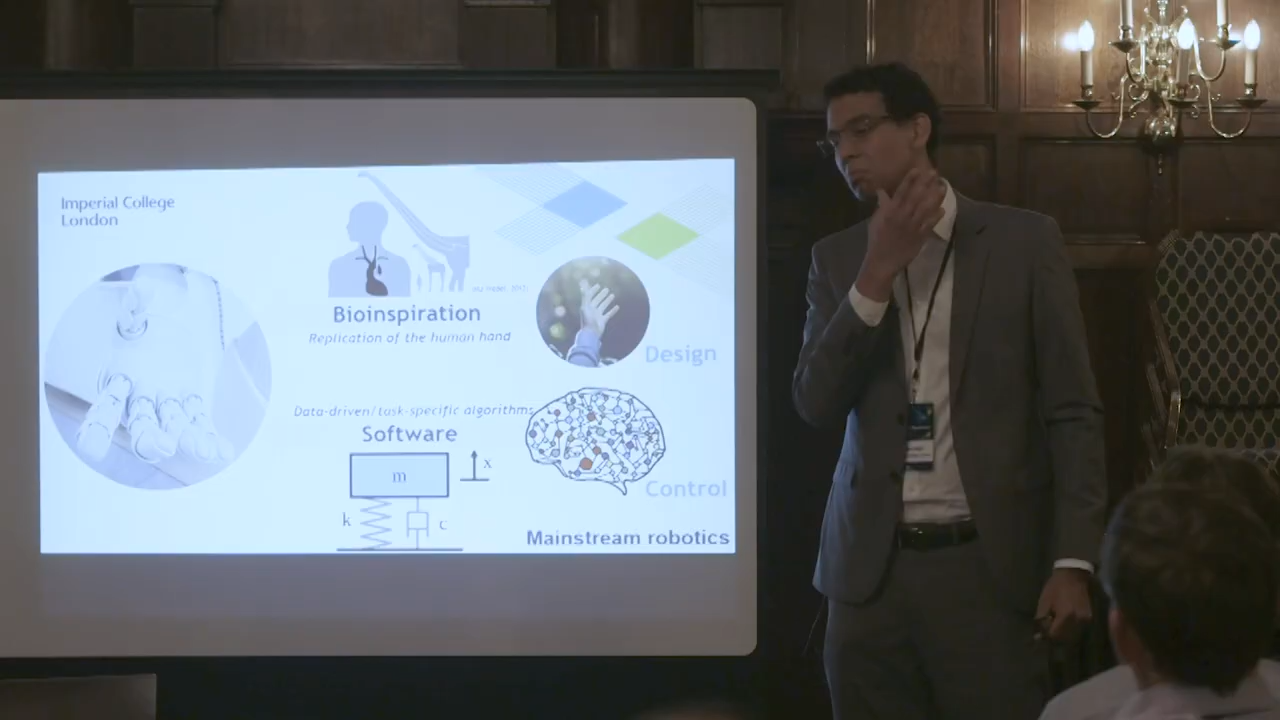 Imperial College
London
Bioinspiration
Replication of the human hand
Design
Data-driven/task-specific algorithms
Software
m
x
k
c
Control
Mainstream robotics